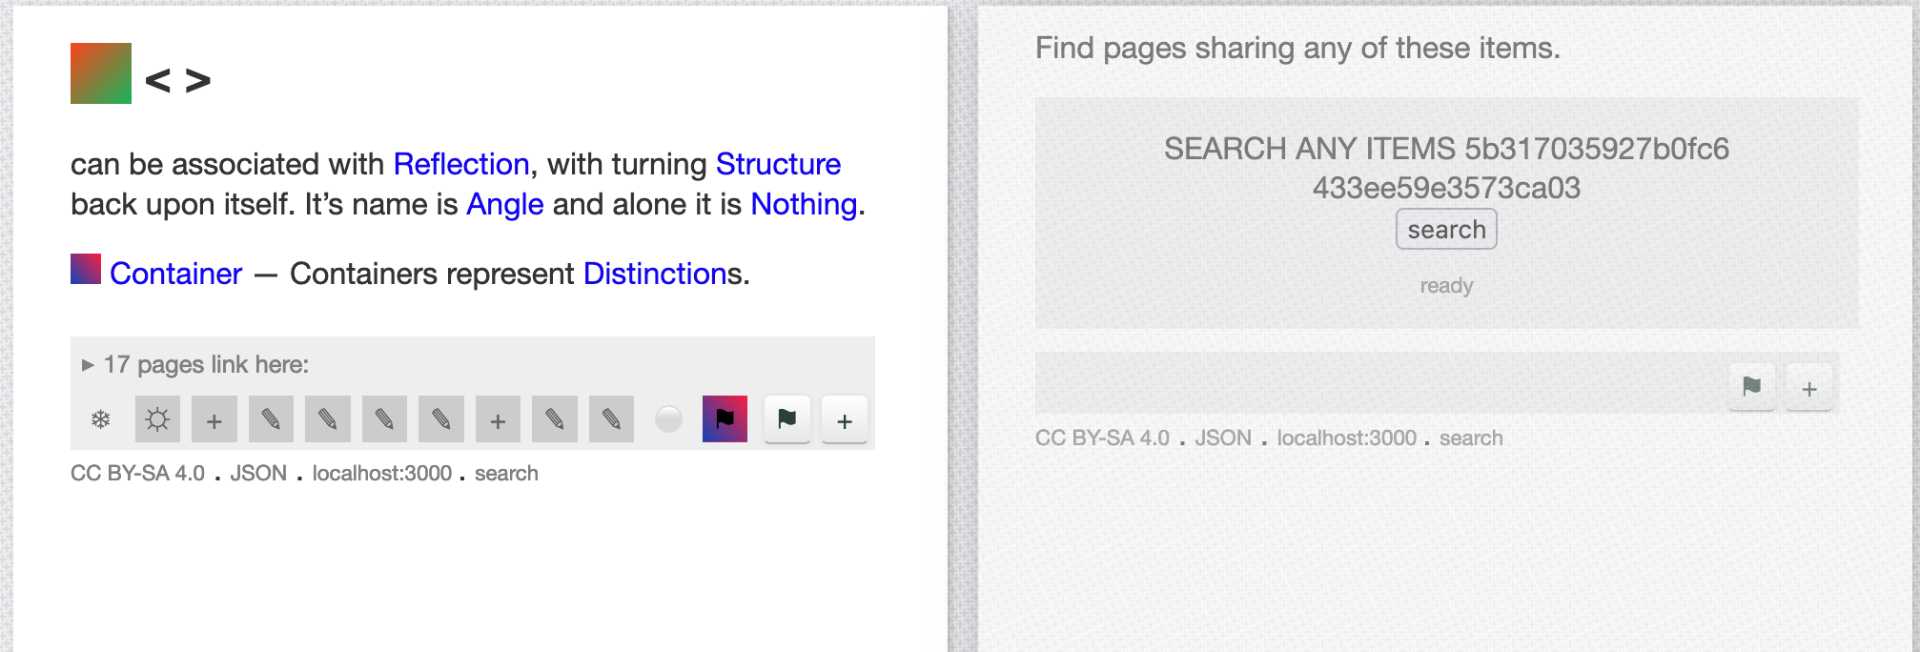 < >
can be associated with Reflection, with turning Structure
back upon itself. It’s name is Angle and alone it is Nothing.
Container — Containers represent Distinctions.
▸ 17 pages link here:
CC BY-SA 4.0 . JSON . localhost:3000 . search
Find pages sharing any of these items.
SEARCH ANY ITEMS 5b317035927b0fc6
433ee59e3573ca03
search
ready
CC BY-SA 4.0 . JSON . localhost:3000 . search